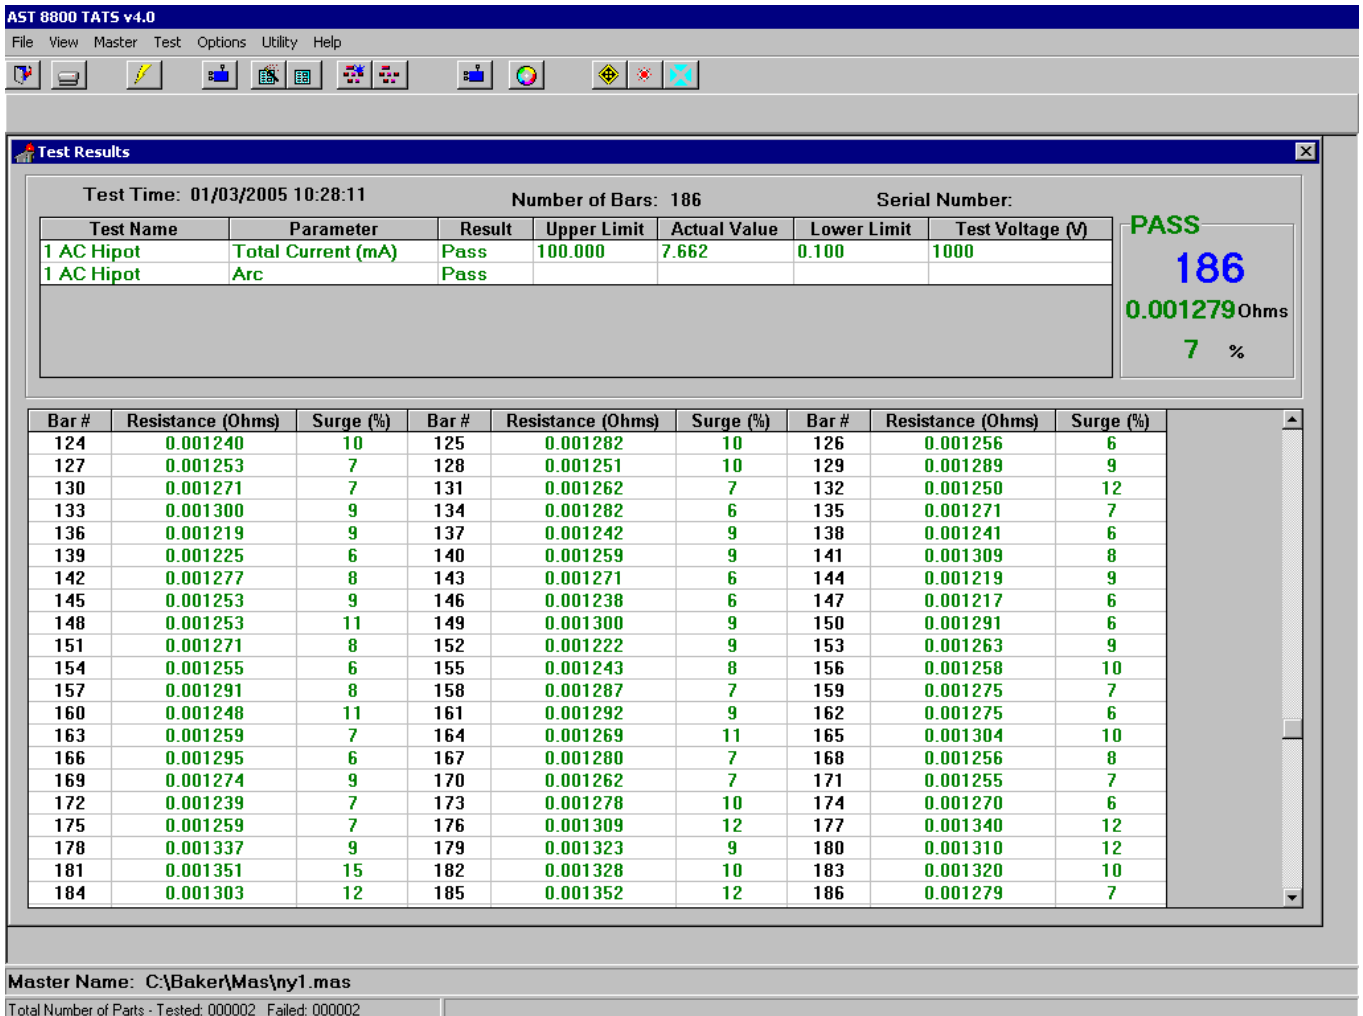 AST 8800 TATS v4.0
File View Master Test Options Utility Help
Test Results
Test Time: 01/03/2005 10:28:11 Number of Bars: 186 Serial Number:
Test Name Parameter Result Upper Limit Actual Value Lower Limit Test Voltage (V)
1 AC Hipot Total Current (mA) Pass 100.000 7.662 0.100 1000
1 AC Hipot Arc Pass
PASS
186
0.001279 Ohms
7 %
Bar # Resistance (Ohms) Surge (%) Bar # Resistance (Ohms) Surge (%) Bar # Resistance (Ohms) Surge (%)
124 0.001240 10 125 0.001282 10 126 0.001256 6
127 0.001253 7 128 0.001251 10 129 0.001289 9
130 0.001271 7 131 0.001262 7 132 0.001250 12
133 0.001300 9 134 0.001282 6 135 0.001271 7
136 0.001219 9 137 0.001242 9 138 0.001241 6
139 0.001225 6 140 0.001259 9 141 0.001309 8
142 0.001277 8 143 0.001271 6 144 0.001219 9
145 0.001253 9 146 0.001238 6 147 0.001217 6
148 0.001253 11 149 0.001300 9 150 0.001291 6
151 0.001271 8 152 0.001222 9 153 0.001263 9
154 0.001255 6 155 0.001243 8 156 0.001258 10
157 0.001291 8 158 0.001287 7 159 0.001275 7
160 0.001248 11 161 0.001292 9 162 0.001275 6
163 0.001259 7 164 0.001269 11 165 0.001304 10
166 0.001295 6 167 0.001280 7 168 0.001256 8
169 0.001274 9 170 0.001262 7 171 0.001255 7
172 0.001239 7 173 0.001278 10 174 0.001270 6
175 0.001259 7 176 0.001309 12 177 0.001340 12
178 0.001337 9 179 0.001323 9 180 0.001310 12
181 0.001351 15 182 0.001328 10 183 0.001320 10
184 0.001303 12 185 0.001352 12 186 0.001279 7
Master Name: C:\Baker\Mas\ny1.mas
Total Number of Parts - Tested: 000002 Failed: 000002